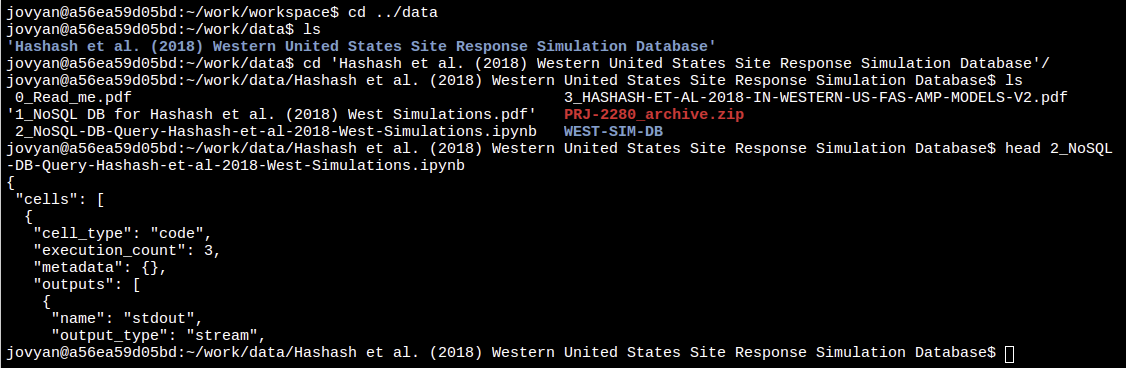 jovyan@a56ea59d05bd:~/work/workspace$ cd ../data
jovyan@a56ea59d05bd:~/work/data$ ls
'Hashash et al. (2018) Western United States Site Response Simulation Database'
jovyan@a56ea59d05bd:~/work/data$ cd 'Hashash et al. (2018) Western United States Site Response Simulation Database'/
jovyan@a56ea59d05bd:~/work/data/Hashash et al. (2018) Western United States Site Response Simulation Database$ ls
 0_Read_me.pdf                                                3_HASHASH-ET-AL-2018-IN-WESTERN-US-FAS-AMP-MODELS-V2.pdf
'1_NoSQL DB for Hashash et al. (2018) West Simulations.pdf'   PRJ-2280_archive.zip
 2_NoSQL-DB-Query-Hashash-et-al-2018-West-Simulations.ipynb   WEST-SIM-DB
jovyan@a56ea59d05bd:~/work/data/Hashash et al. (2018) Western United States Site Response Simulation Database$ head 2_NoSQL
-DB-Query-Hashash-et-al-2018-West-Simulations.ipynb
{
 "cells": [
  {
   "cell_type": "code",
   "execution_count": 3,
   "metadata": {},
   "outputs": [
    {
     "name": "stdout",
     "output_type": "stream",
jovyan@a56ea59d05bd:~/work/data/Hashash et al. (2018) Western United States Site Response Simulation Database$